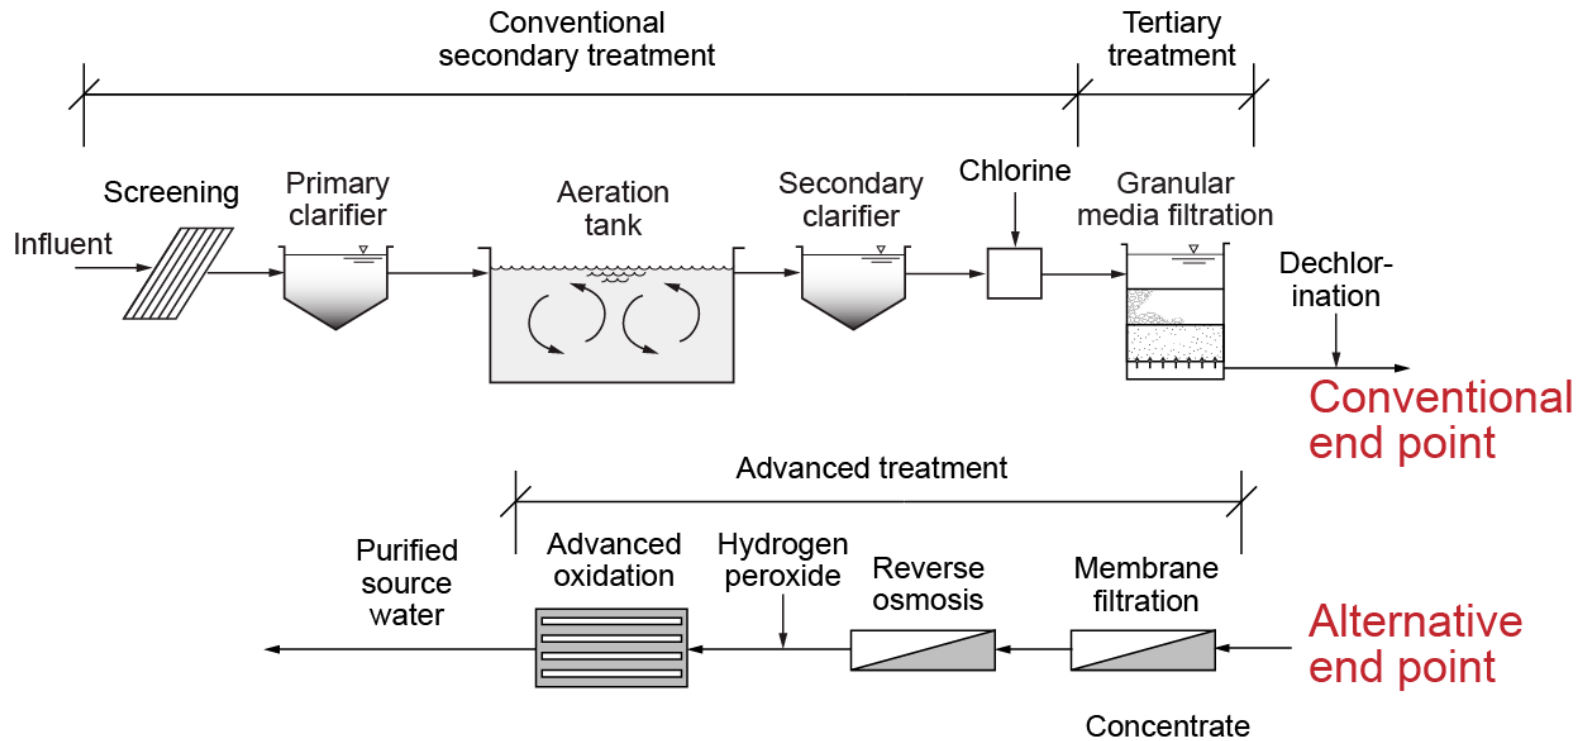 Conventional
secondary treatment
Tertiary
treatment
Influent
Screening
Primary
clarifier
Aeration
tank
Secondary
clarifier
Chlorine
Granular
media filtration
Dechlor-
ination
Conventional
end point
Advanced treatment
Purified
source
water
Advanced
oxidation
Hydrogen
peroxide
Reverse
osmosis
Membrane
filtration
Alternative
end point
Concentrate